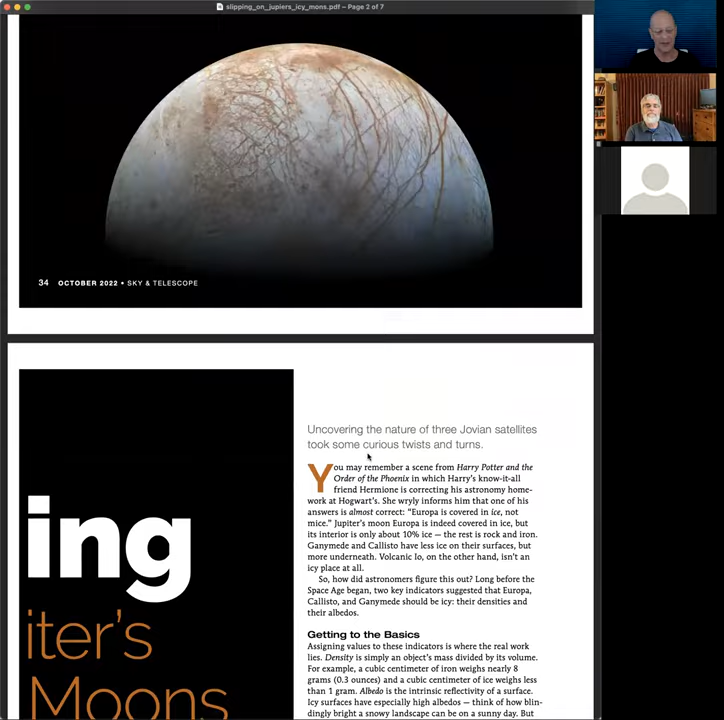 slipping_on_jupiers_icy_mons.pdf – Page 2 of 7
34 OCTOBER 2022 • SKY & TELESCOPE
ing
iter's
Moons
Uncovering the nature of three Jovian satellites
took some curious twists and turns.
You may remember a scene from Harry Potter and the
Order of the Phoenix in which Harry's know-it-all
friend Hermione is correcting his astronomy home-
work at Hogwart's. She wryly informs him that one of his
answers is almost correct: "Europa is covered in ice, not
mice." Jupiter's moon Europa is indeed covered in ice, but
its interior is only about 10% ice — the rest is rock and iron.
Ganymede and Callisto have less ice on their surfaces, but
more underneath. Volcanic Io, on the other hand, isn't an
icy place at all.
So, how did astronomers figure this out? Long before the
Space Age began, two key indicators suggested that Europa,
Callisto, and Ganymede should be icy: their densities and
their albedos.
Getting to the Basics
Assigning values to these indicators is where the real work
lies. Density is simply an object's mass divided by its volume.
For example, a cubic centimeter of iron weighs nearly 8
grams (0.3 ounces) and a cubic centimeter of ice weighs less
than 1 gram. Albedo is the intrinsic reflectivity of a surface.
Icy surfaces have especially high albedos — think of how blin-
dingly bright a snowy landscape can be on a sunny day. But